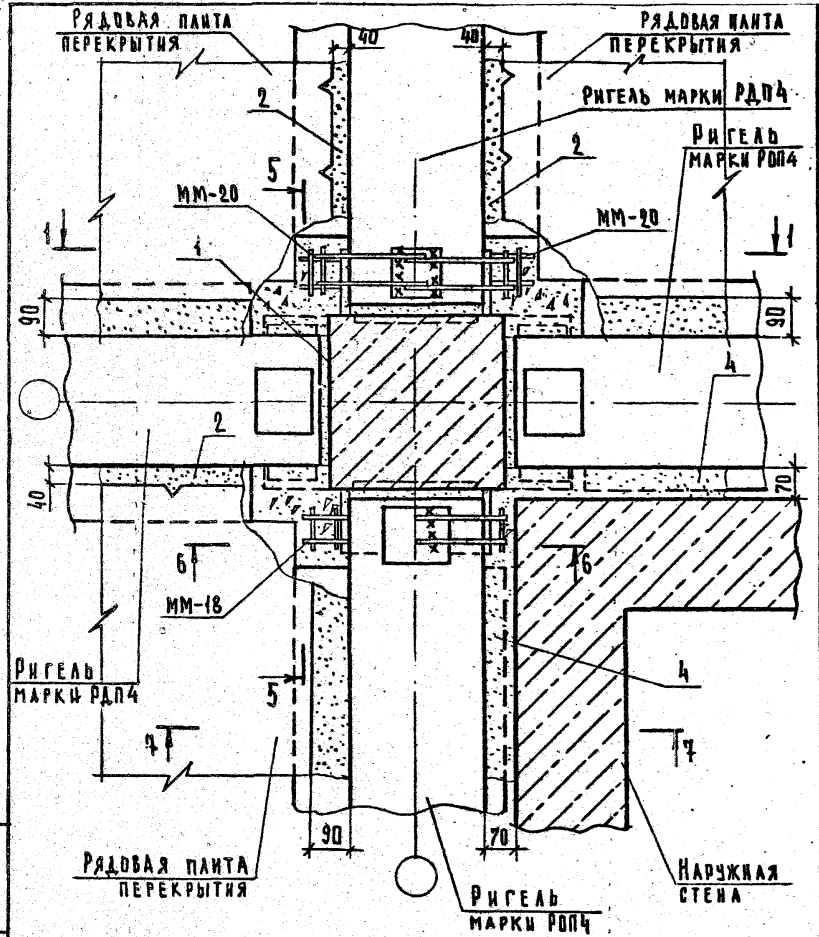 РЯДОВАЯ ПЛИТА
ПЕРЕКРЫТИЯ
40
40
РЯДОВАЯ ПЛИТА
ПЕРЕКРЫТИЯ
2
РИГЕЛЬ МАРКИ РДП4
2
РИГЕЛЬ
МАРКИ РОП4
5
ММ-20
ММ-20
1
1
1
90
90
4
2
40
70
6
6
ММ-18
РИГЕЛЬ
МАРКИ РДП4
5
4
7
7
90
70
РЯДОВАЯ ПЛИТА
ПЕРЕКРЫТИЯ
РИГЕЛЬ
МАРКИ РОП4
НАРУЖНАЯ
СТЕНА